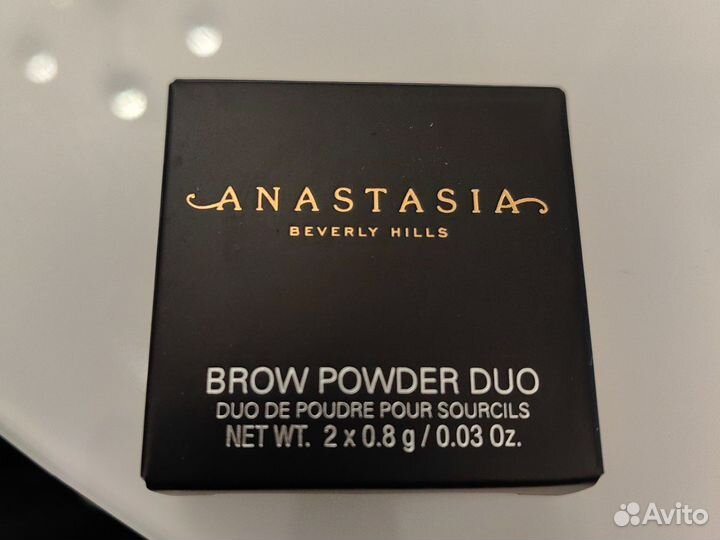 ANASTASIA
BEVERLY HILLS
BROW POWDER DUO
DUO DE POUDRE POUR SOURCILS
NET WT. 2 x 0.8 g / 0.03 Oz.
Avito